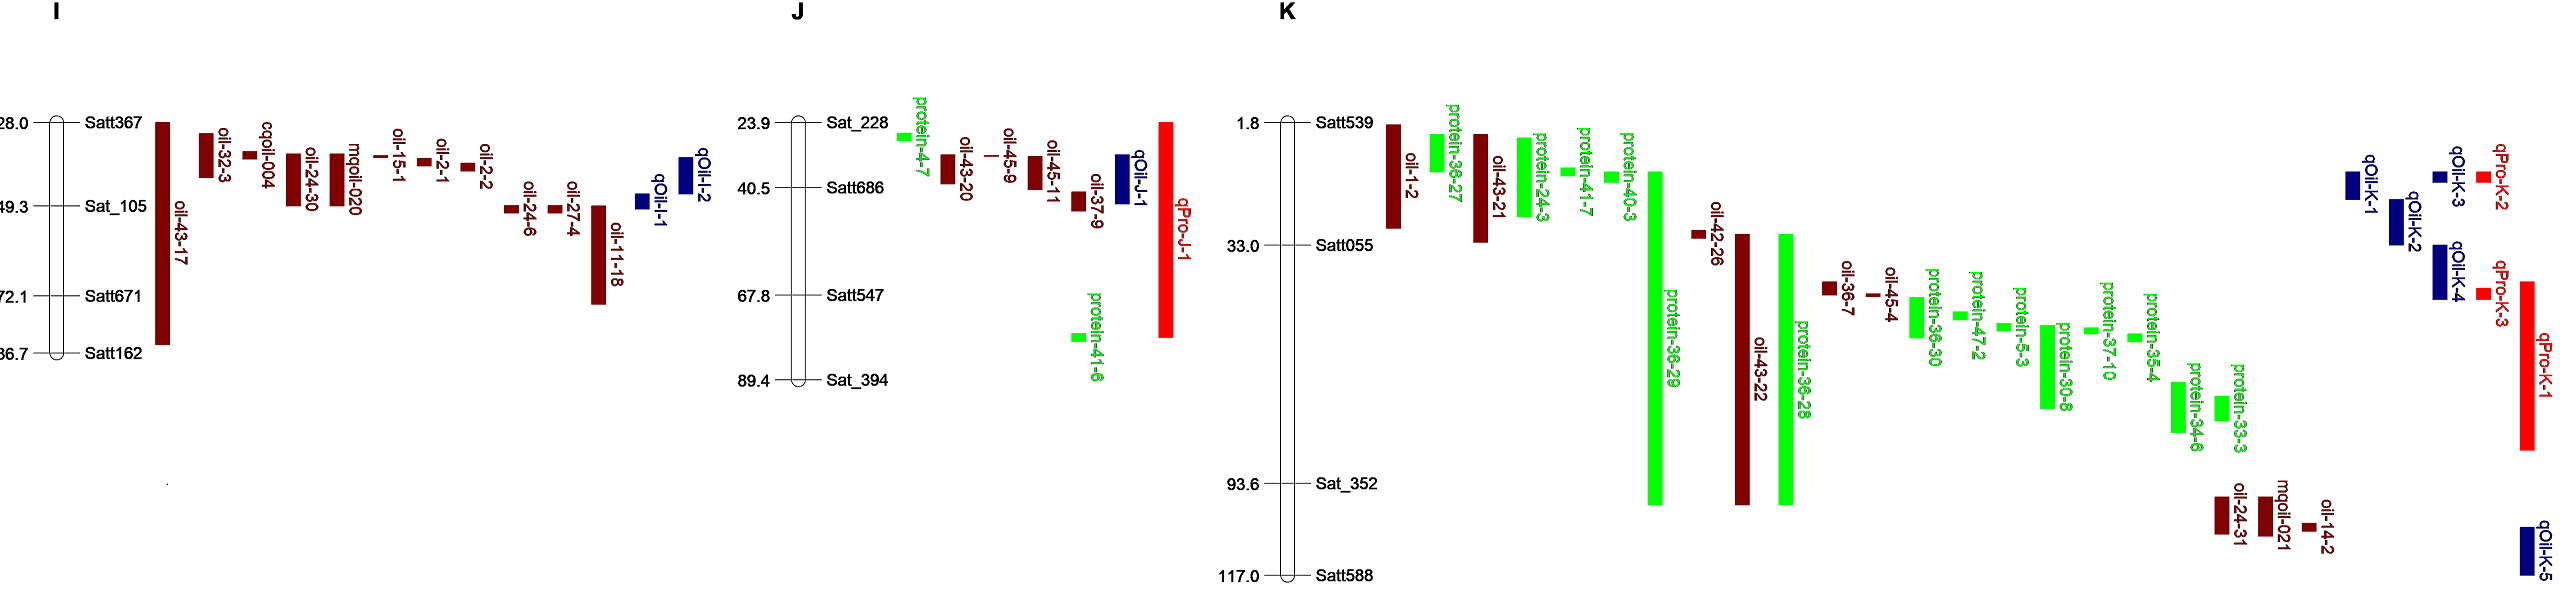 I
28.0 Satt367
49.3 Sat_105
72.1 Satt671
86.7 Satt162
oil-43-17
oil-32-3
cqoil-004
oil-24-30
mqoil-020
oil-15-1
oil-2-1
oil-2-2
oil-24-6
oil-27-4
oil-11-18
qOil-I-1
qOil-I-2
J
23.9 Sat_228
40.5 Satt686
67.8 Satt547
89.4 Sat_394
protein-4-7
oil-43-20
oil-45-9
oil-45-11
oil-37-9
protein-41-6
qOil-J-1
qPro-J-1
K
1.8 Satt539
33.0 Satt055
93.6 Sat_352
117.0 Satt588
oil-1-2
protein-36-27
oil-43-21
protein-24-3
protein-41-7
protein-40-3
protein-36-29
oil-42-26
oil-43-22
protein-36-28
oil-36-7
oil-45-4
protein-36-30
protein-47-2
protein-5-3
protein-30-8
protein-37-10
protein-35-4
protein-34-6
protein-33-3
oil-24-31
mqoil-021
oil-14-2
qOil-K-1
qOil-K-2
qOil-K-3
qOil-K-4
qPro-K-2
qPro-K-3
qPro-K-1
qOil-K-5